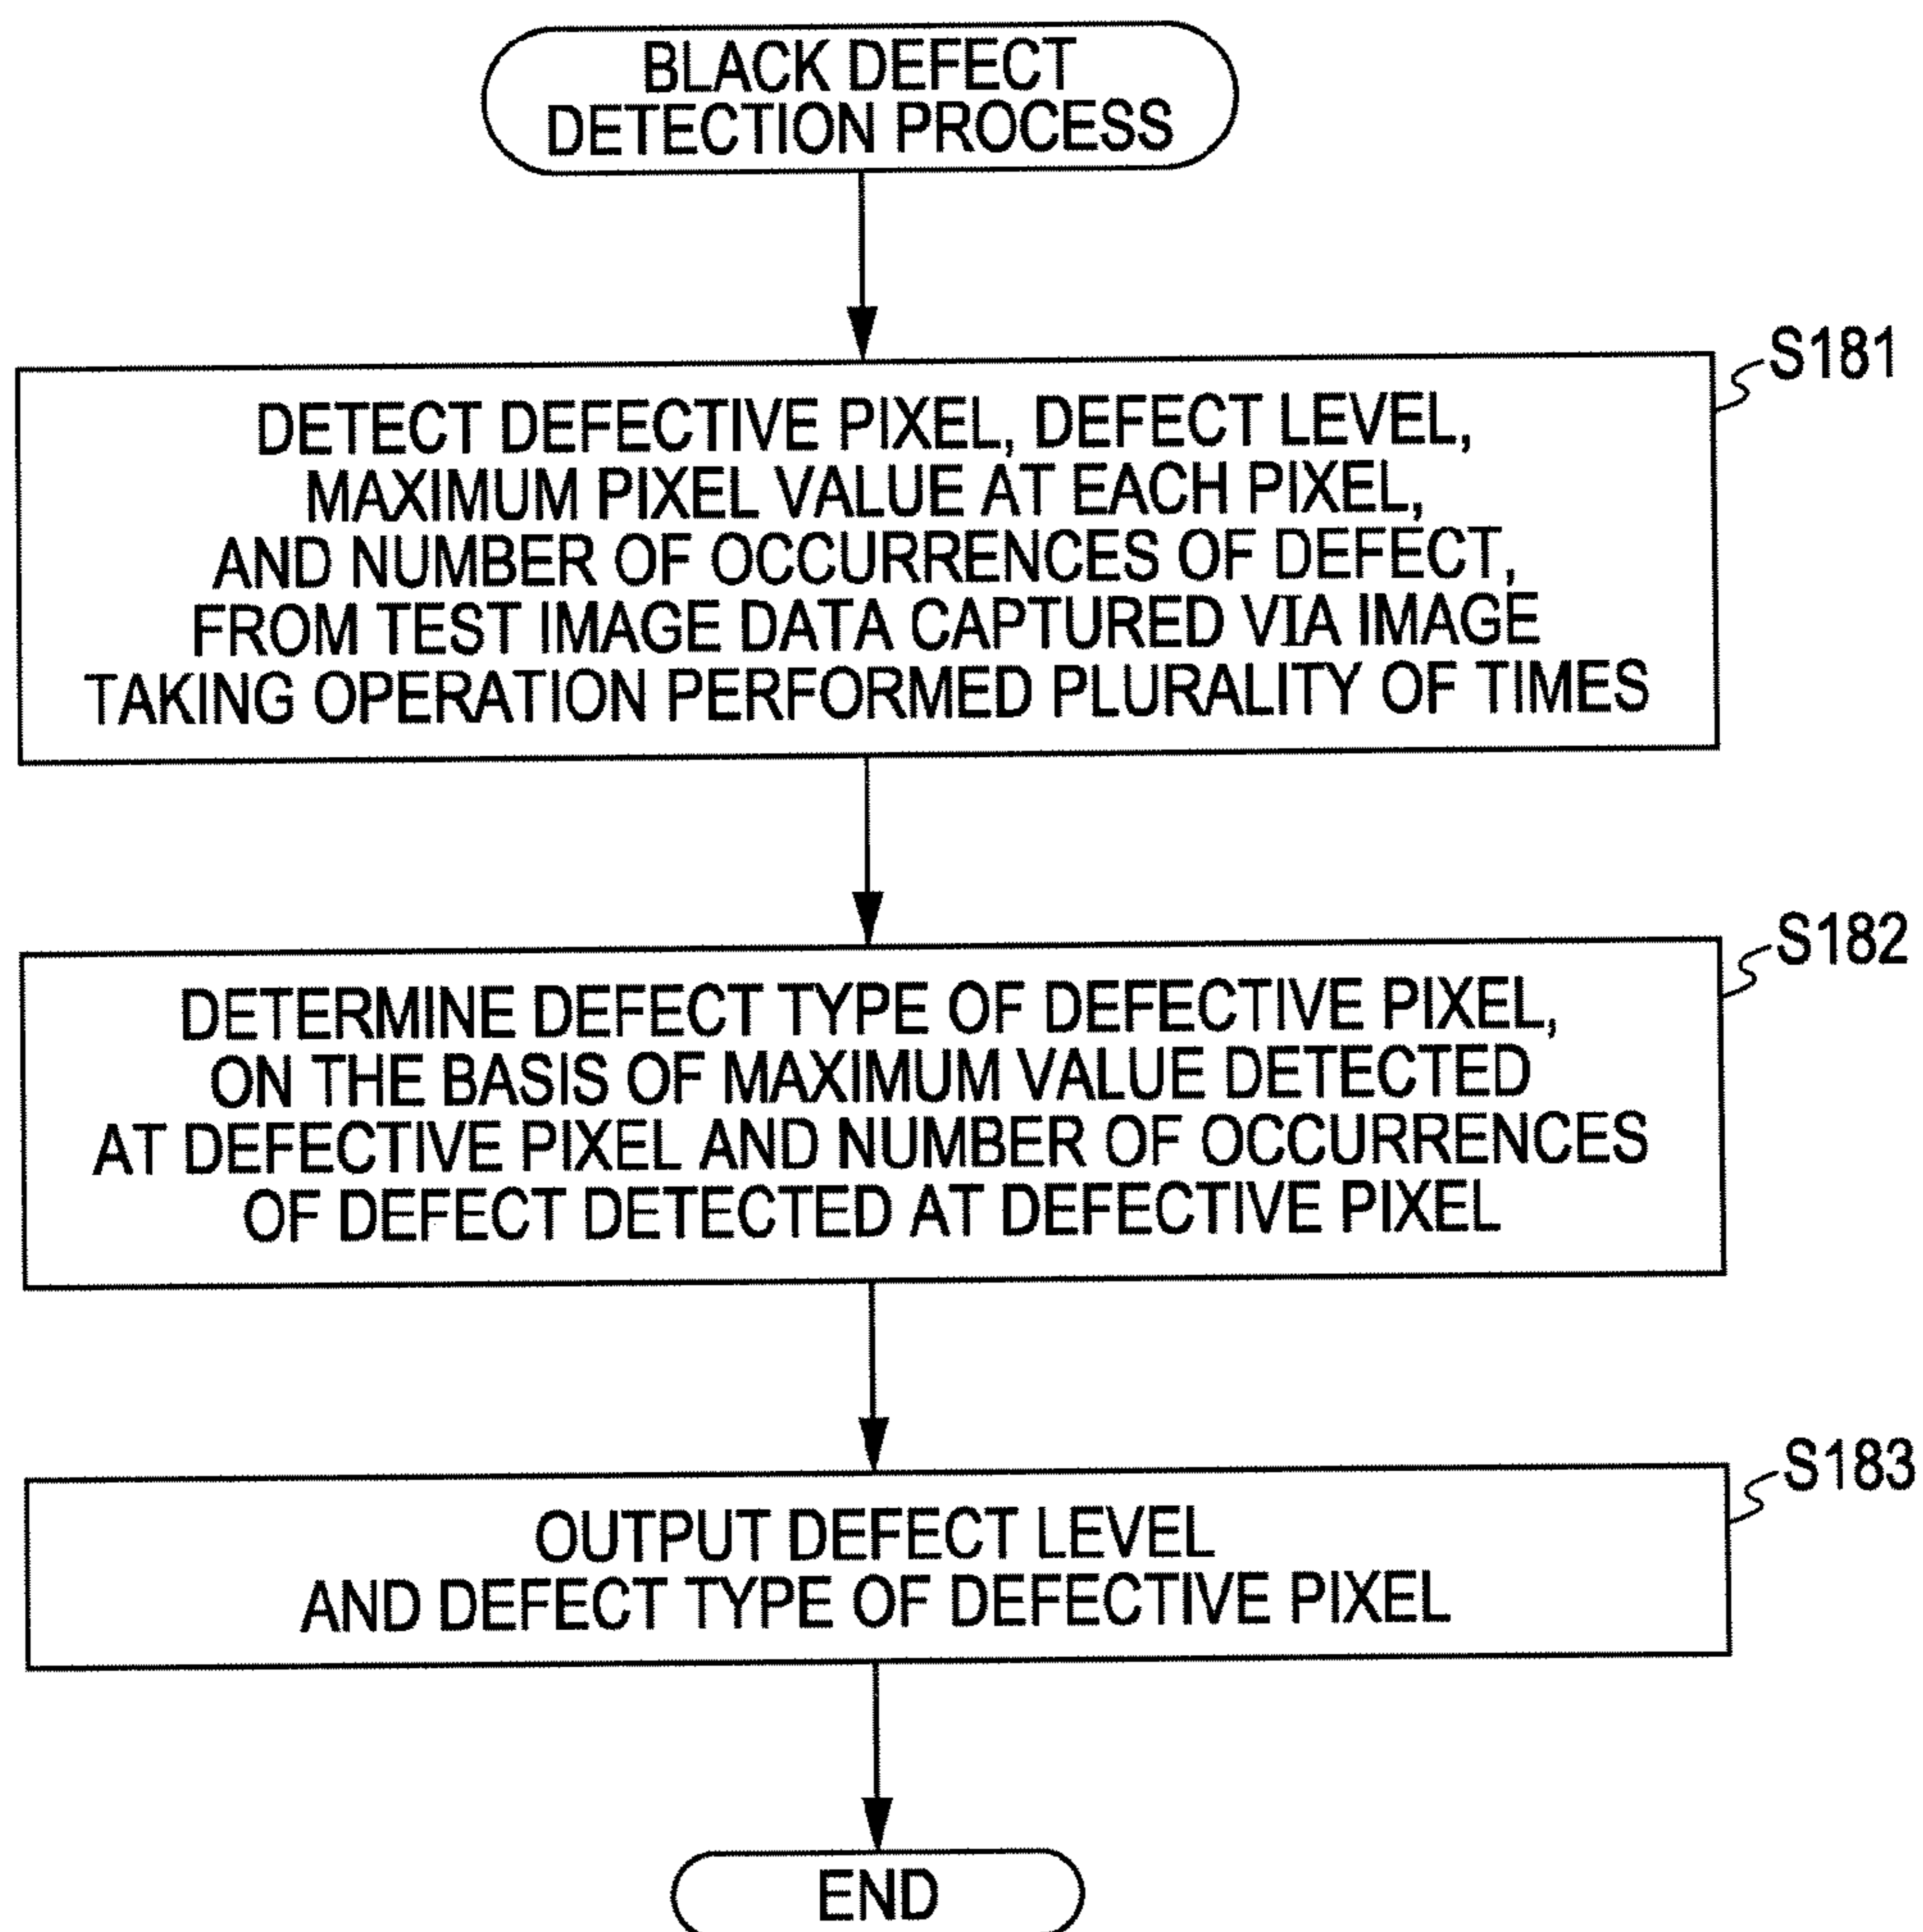 BLACK DEFECT
DETECTION PROCESS
S181
DETECT DEFECTIVE PIXEL, DEFECT LEVEL,
MAXIMUM PIXEL VALUE AT EACH PIXEL,
AND NUMBER OF OCCURRENCES OF DEFECT,
FROM TEST IMAGE DATA CAPTURED VIA IMAGE
TAKING OPERATION PERFORMED PLURALITY OF TIMES
S182
DETERMINE DEFECT TYPE OF DEFECTIVE PIXEL,
ON THE BASIS OF MAXIMUM VALUE DETECTED
AT DEFECTIVE PIXEL AND NUMBER OF OCCURRENCES
OF DEFECT DETECTED AT DEFECTIVE PIXEL
S183
OUTPUT DEFECT LEVEL
AND DEFECT TYPE OF DEFECTIVE PIXEL
END